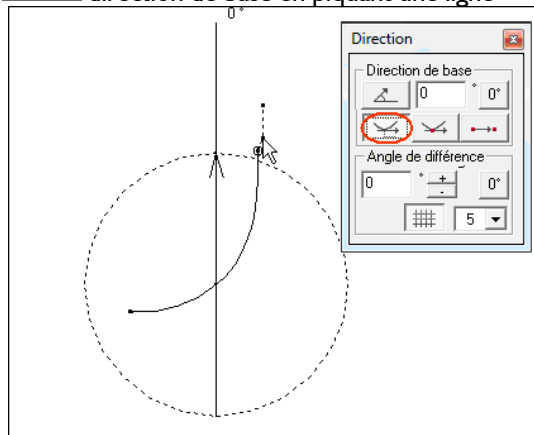 direction de base en piquant une ligne
0°
Direction
Direction de base
0 ° 0°
Angle de différence
0 ° + - 0°
5